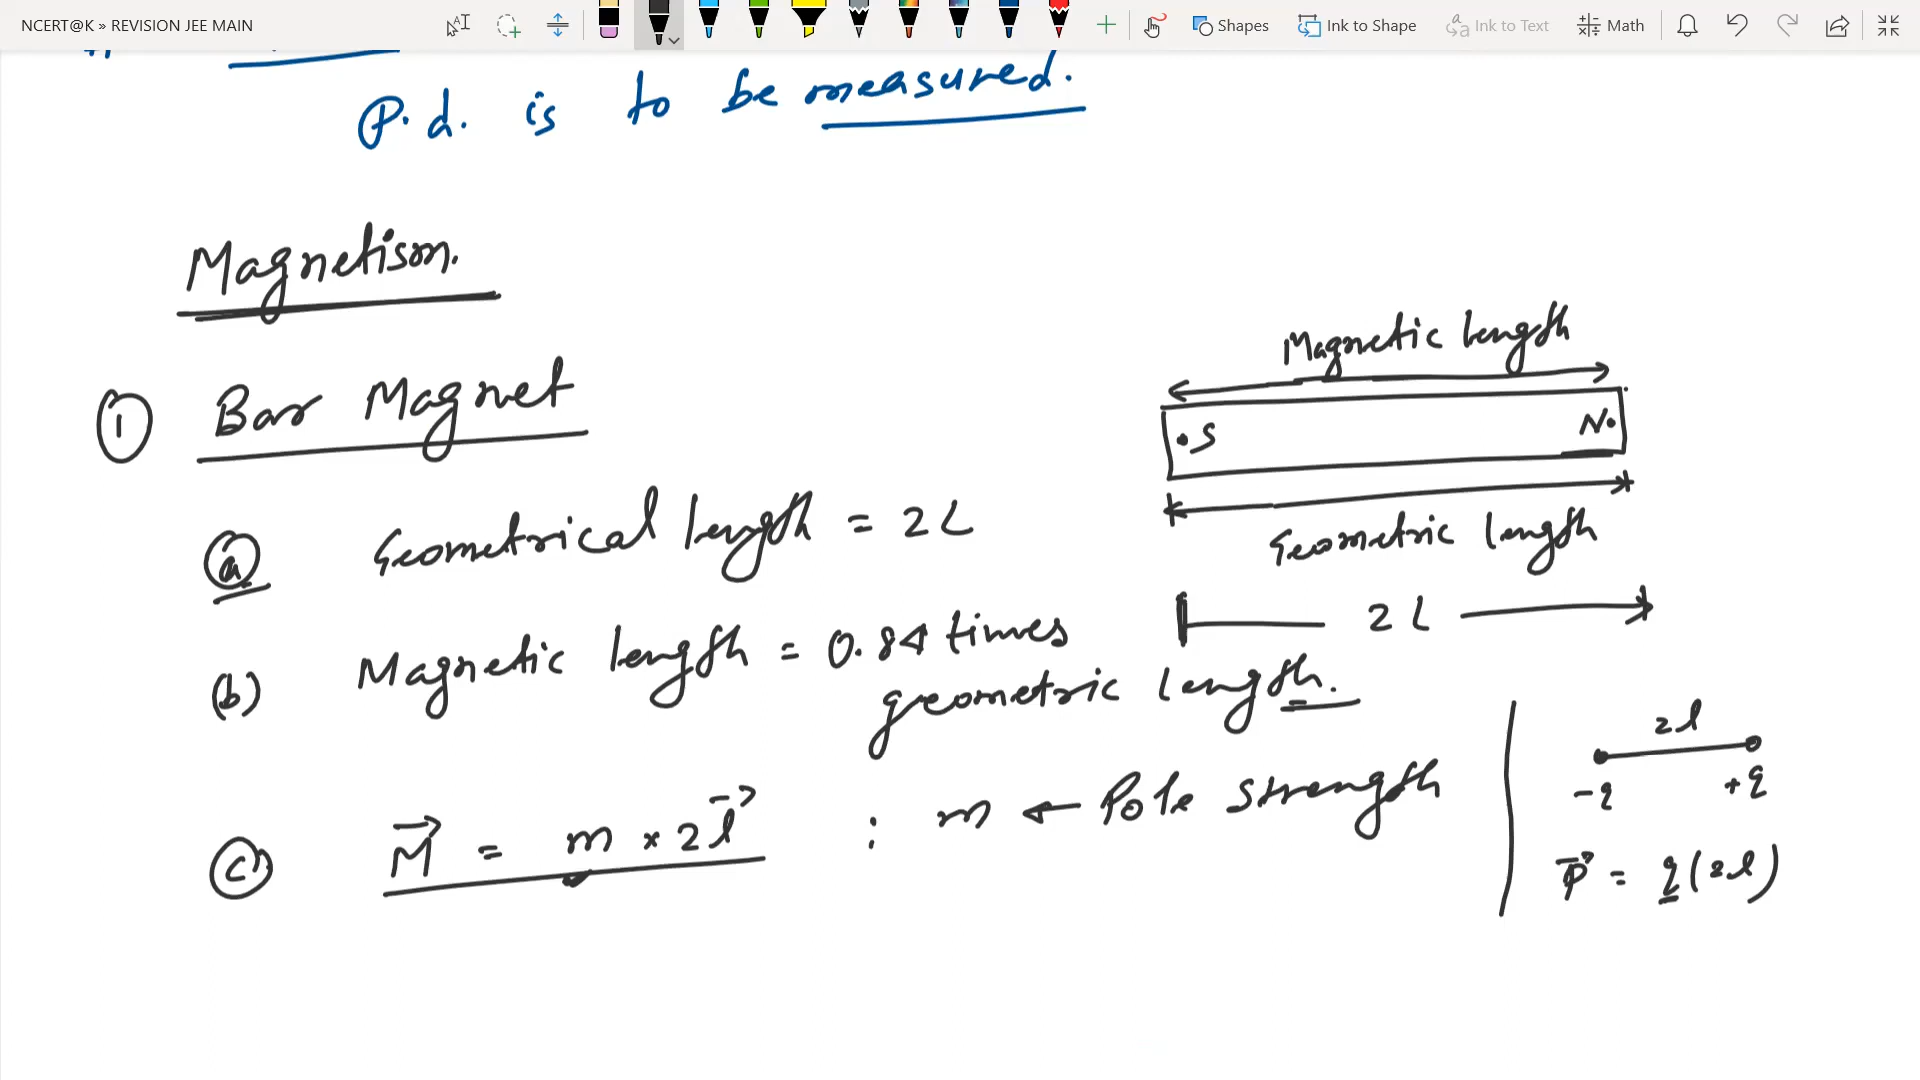 NCERT@K » REVISION JEE MAIN
Shapes Ink to Shape Ink to Text Math
P.d. is to be measured.
Magnetism.
① Bar Magnet
Magnetic length
S N
Geometric length
2l
ⓐ Geometrical length = 2L
(b) Magnetic length = 0.84 times
geometric length.
ⓒ M⃗ = m × 2l⃗ : m ← Pole strength
2l
-q +q
P⃗ = q(2l)